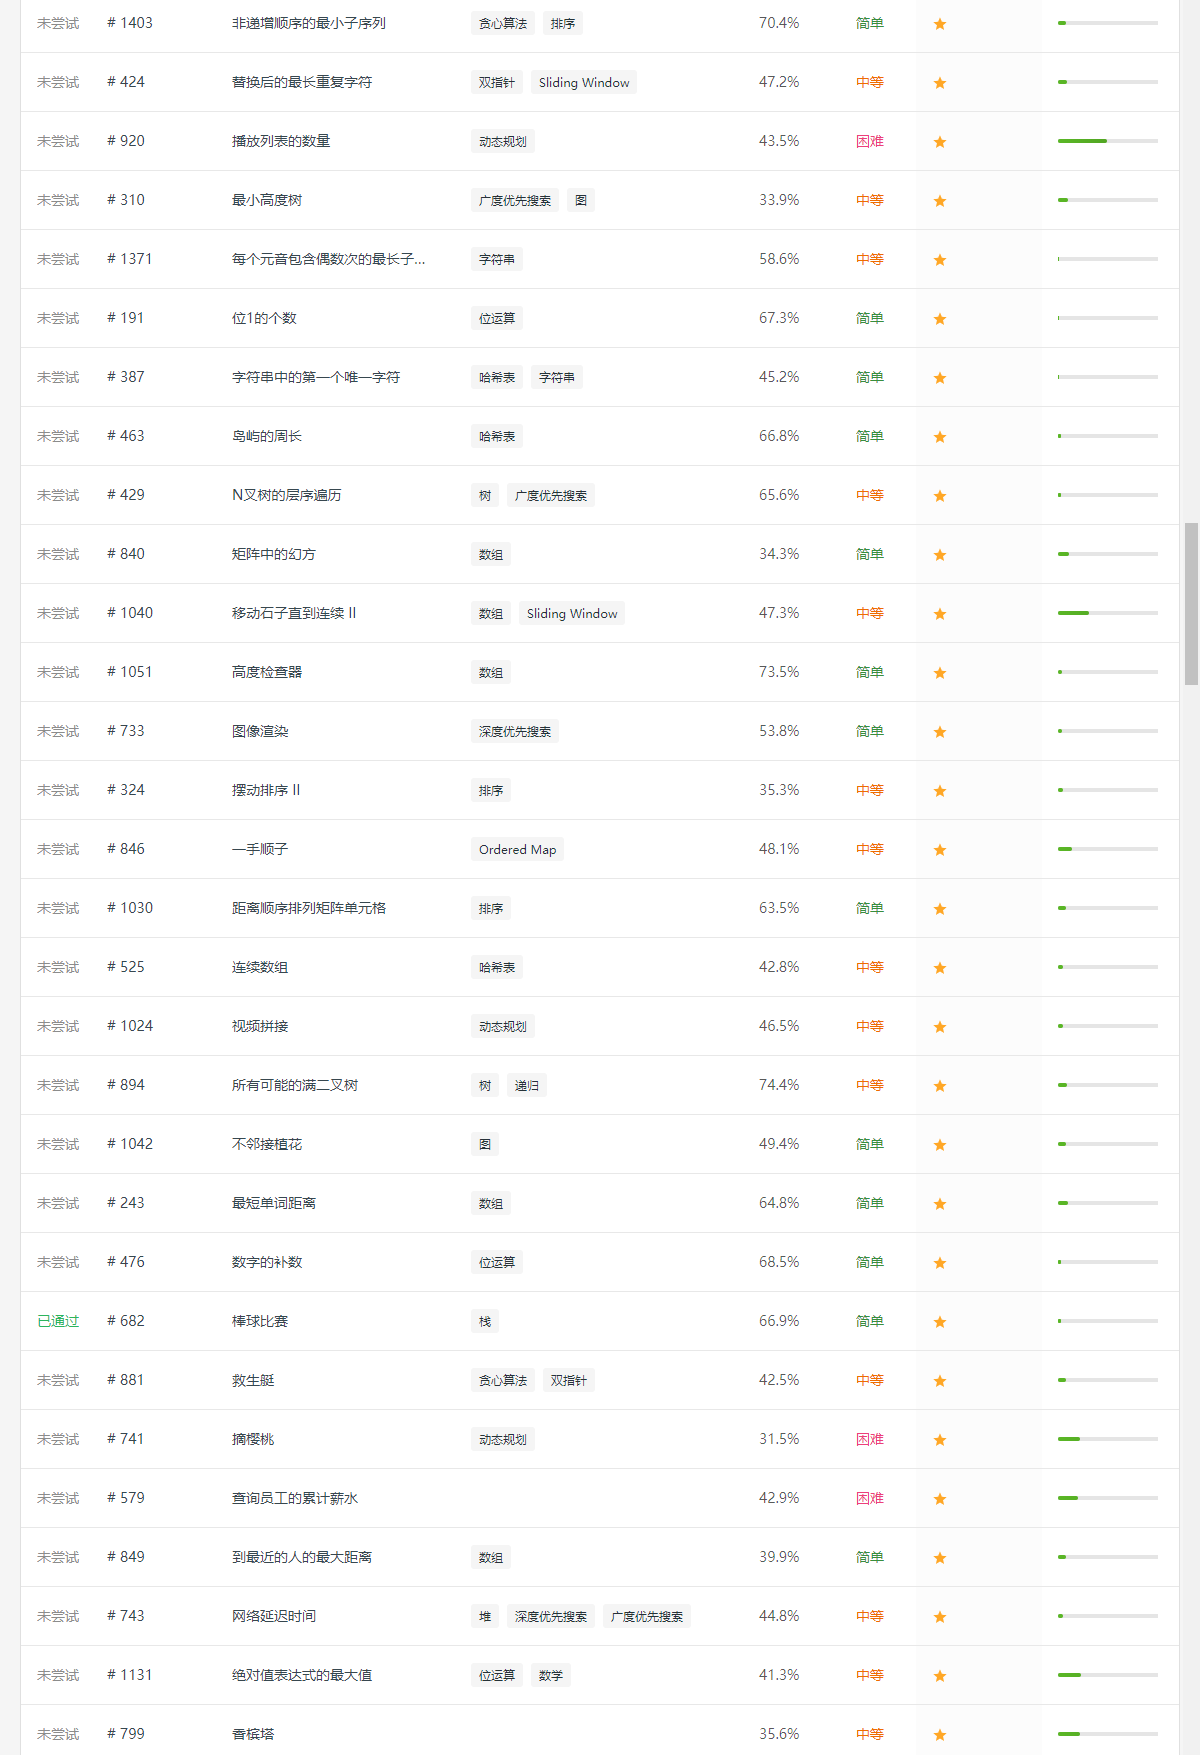 未尝试 # 1403 非递增顺序的最小子序列 贪心算法 排序 70.4% 简单
未尝试 # 424 替换后的最长重复字符 双指针 Sliding Window 47.2% 中等
未尝试 # 920 播放列表的数量 动态规划 43.5% 困难
未尝试 # 310 最小高度树 广度优先搜索 图 33.9% 中等
未尝试 # 1371 每个元音包含偶数次的最长子... 字符串 58.6% 中等
未尝试 # 191 位1的个数 位运算 67.3% 简单
未尝试 # 387 字符串中的第一个唯一字符 哈希表 字符串 45.2% 简单
未尝试 # 463 岛屿的周长 哈希表 66.8% 简单
未尝试 # 429 N叉树的层序遍历 树 广度优先搜索 65.6% 中等
未尝试 # 840 矩阵中的幻方 数组 34.3% 简单
未尝试 # 1040 移动石子直到连续 II 数组 Sliding Window 47.3% 中等
未尝试 # 1051 高度检查器 数组 73.5% 简单
未尝试 # 733 图像渲染 深度优先搜索 53.8% 简单
未尝试 # 324 摆动排序 II 排序 35.3% 中等
未尝试 # 846 一手顺子 Ordered Map 48.1% 中等
未尝试 # 1030 距离顺序排列矩阵单元格 排序 63.5% 简单
未尝试 # 525 连续数组 哈希表 42.8% 中等
未尝试 # 1024 视频拼接 动态规划 46.5% 中等
未尝试 # 894 所有可能的满二叉树 树 递归 74.4% 中等
未尝试 # 1042 不邻接植花 图 49.4% 简单
未尝试 # 243 最短单词距离 数组 64.8% 简单
未尝试 # 476 数字的补数 位运算 68.5% 简单
已通过 # 682 棒球比赛 栈 66.9% 简单
未尝试 # 881 救生艇 贪心算法 双指针 42.5% 中等
未尝试 # 741 摘樱桃 动态规划 31.5% 困难
未尝试 # 579 查询员工的累计薪水 42.9% 困难
未尝试 # 849 到最近的人的最大距离 数组 39.9% 简单
未尝试 # 743 网络延迟时间 堆 深度优先搜索 广度优先搜索 44.8% 中等
未尝试 # 1131 绝对值表达式的最大值 位运算 数学 41.3% 中等
未尝试 # 799 香槟塔 35.6% 中等